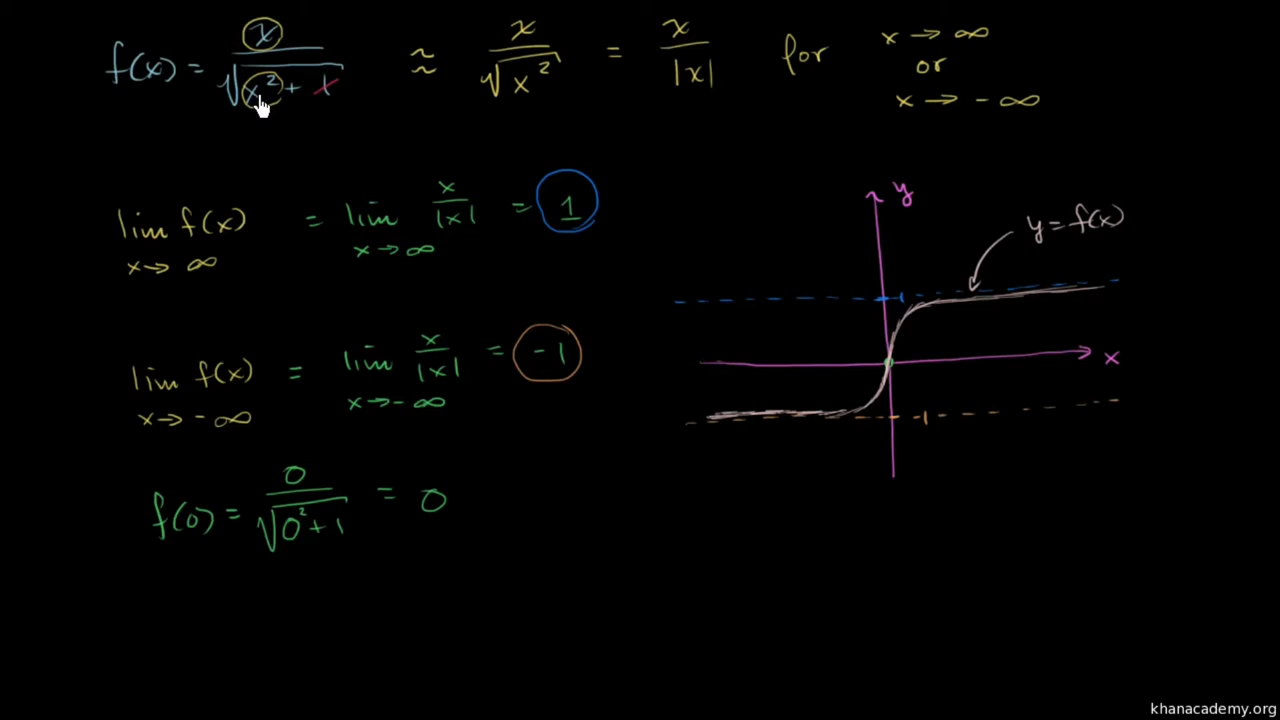 f(x) = x / √(x² + 1) ≈ x / √(x²) = x / |x| for x → ∞ or x → - ∞
lim x → ∞ f(x) = lim x → ∞ x / |x| = 1
lim x → - ∞ f(x) = lim x → - ∞ x / |x| = -1
f(0) = 0 / √(0² + 1) = 0
y
y = f(x)
1
x
-1
khanacademy.org